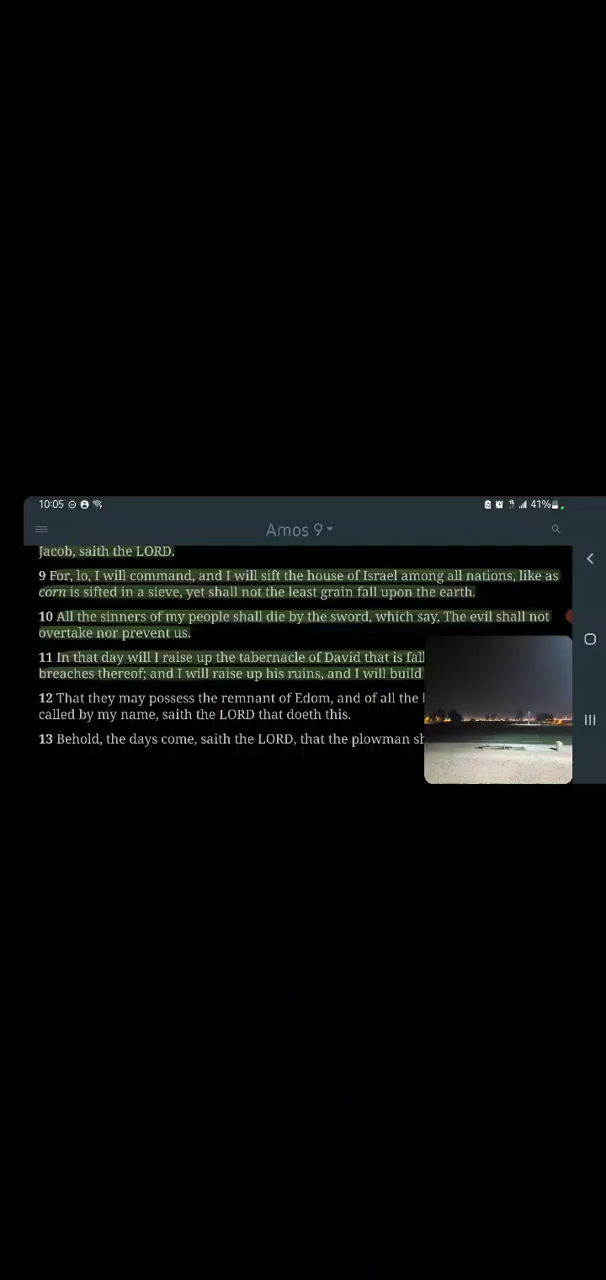 10:05 41%
Amos 9
Jacob, saith the LORD.
9 For, lo, I will command, and I will sift the house of Israel among all nations, like as
corn is sifted in a sieve, yet shall not the least grain fall upon the earth.
10 All the sinners of my people shall die by the sword, which say, The evil shall not
overtake nor prevent us.
11 In that day will I raise up the tabernacle of David that is
breaches thereof; and I will raise up his ruins, and I will build
12 That they may possess the remnant of Edom, and of all the
called by my name, saith the LORD that doeth this.
13 Behold, the days come, saith the LORD, that the plowman